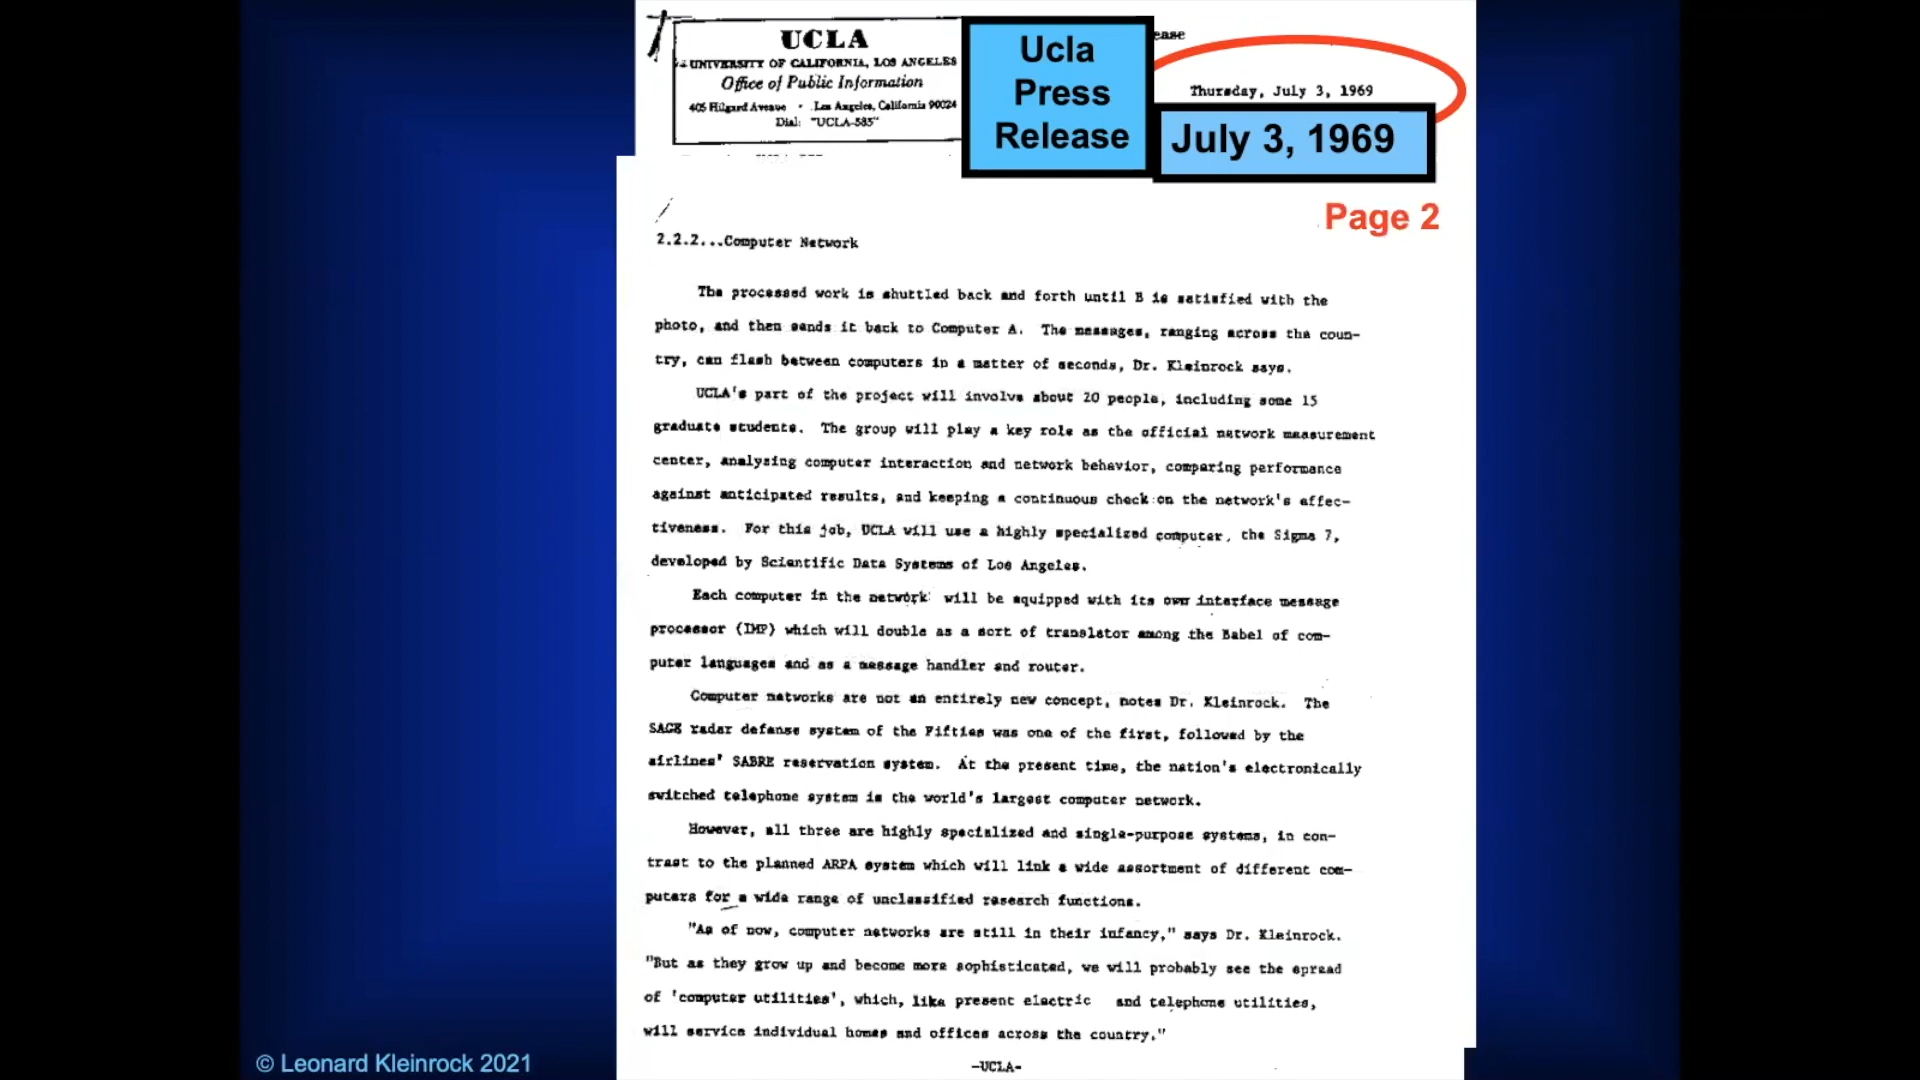 UCLA
UNIVERSITY OF CALIFORNIA, LOS ANGELES
Office of Public Information
405 Hilgard Avenue • Los Angeles, California 90024
Dial: "UCLA-585"
Ucla
Press
Release
ease
Thursday, July 3, 1969
July 3, 1969
Page 2
2.2.2...Computer Network
The processed work is shuttled back and forth until B is satisfied with the
photo, and then sends it back to Computer A. The messages, ranging across the coun-
try, can flash between computers in a matter of seconds, Dr. Kleinrock says.
UCLA's part of the project will involve about 20 people, including some 15
graduate students. The group will play a key role as the official network measurement
center, analyzing computer interaction and network behavior, comparing performance
against anticipated results, and keeping a continuous check on the network's effec-
tiveness. For this job, UCLA will use a highly specialized computer, the Sigma 7,
developed by Scientific Data Systems of Los Angeles.
Each computer in the network will be equipped with its own interface message
processor (IMP) which will double as a sort of translator among the Babel of com-
puter languages and as a message handler and router.
Computer networks are not an entirely new concept, notes Dr. Kleinrock. The
SAGE radar defense system of the Fifties was one of the first, followed by the
airlines' SABRE reservation system. At the present time, the nation's electronically
switched telephone system is the world's largest computer network.
However, all three are highly specialized and single-purpose systems, in con-
trast to the planned ARPA system which will link a wide assortment of different com-
puters for a wide range of unclassified research functions.
"As of now, computer networks are still in their infancy," says Dr. Kleinrock.
"But as they grow up and become more sophisticated, we will probably see the spread
of 'computer utilities', which, like present electric and telephone utilities,
will service individual homes and offices across the country."
-UCLA-
© Leonard Kleinrock 2021